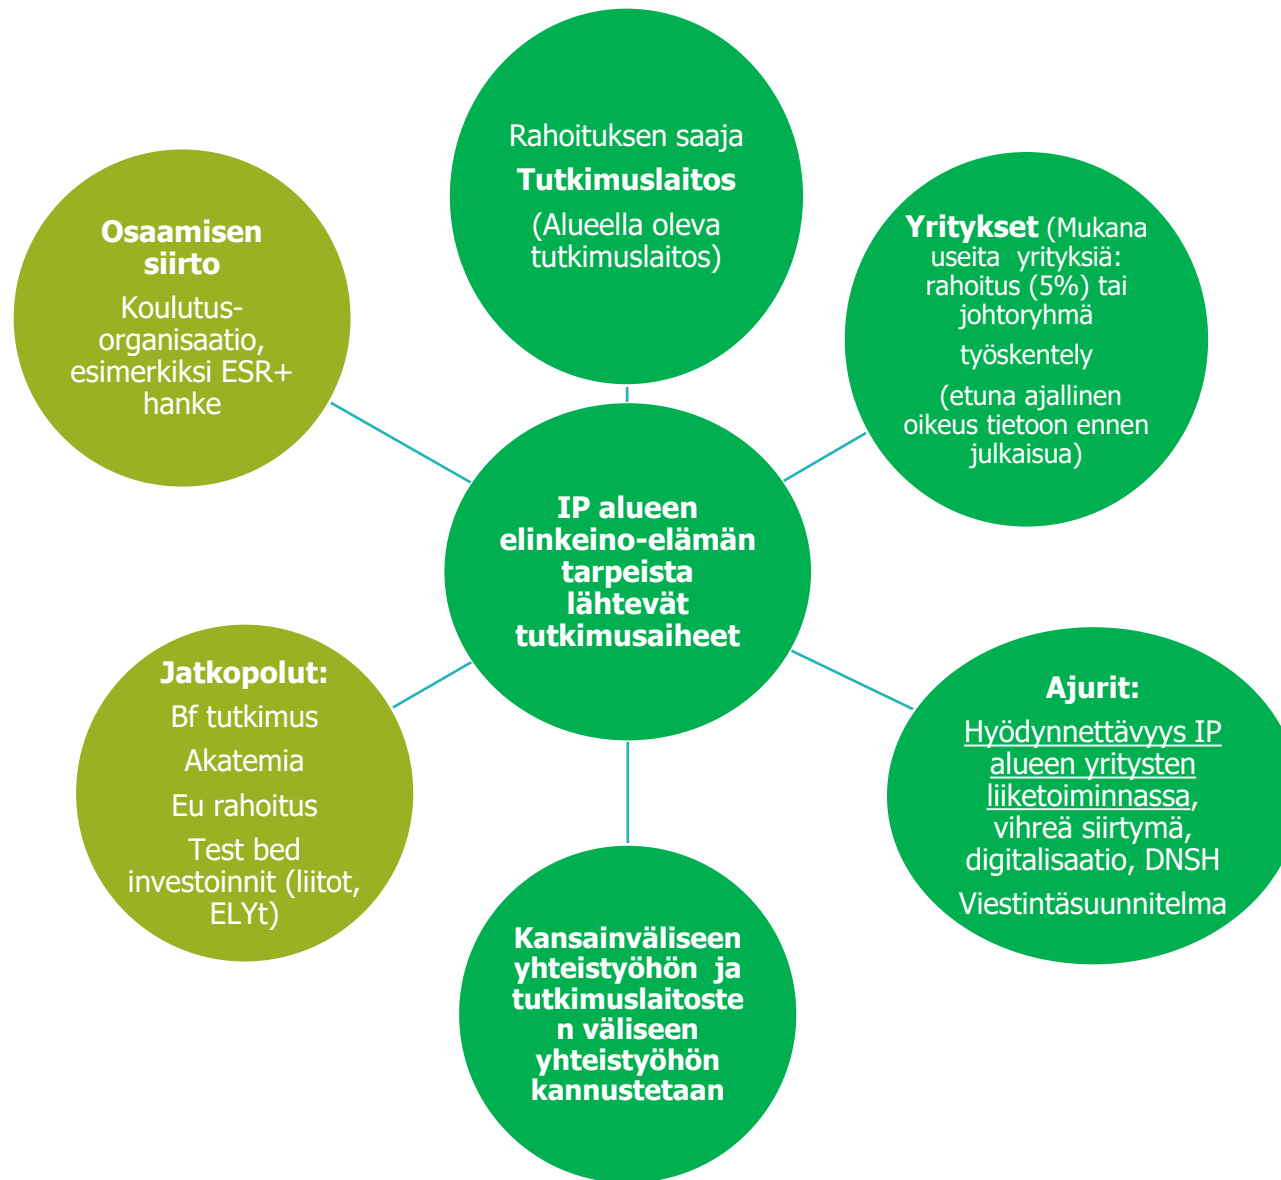 Rahoituksen saaja
Tutkimuslaitos
(Alueella oleva
tutkimuslaitos)
Osaamisen
siirto
Koulutus-
organisaatio,
esimerkiksi ESR+
hanke
Yritykset (Mukana
useita yrityksiä:
rahoitus (5%) tai
johtoryhmä
työskentely
(etuna ajallinen
oikeus tietoon ennen
julkaisua)
IP alueen
elinkeino-elämän
tarpeista
lähtevät
tutkimusaiheet
Jatkopolut:
Bf tutkimus
Akatemia
Eu rahoitus
Test bed
investoinnit (liitot,
ELYt)
Ajurit:
Hyödynnettävyys IP
alueen yritysten
liiketoiminnassa,
vihreä siirtymä,
digitalisaatio, DNSH
Viestintäsuunnitelma
Kansainväliseen
yhteistyöhön ja
tutkimuslaitoste
n väliseen
yhteistyöhön
kannustetaan